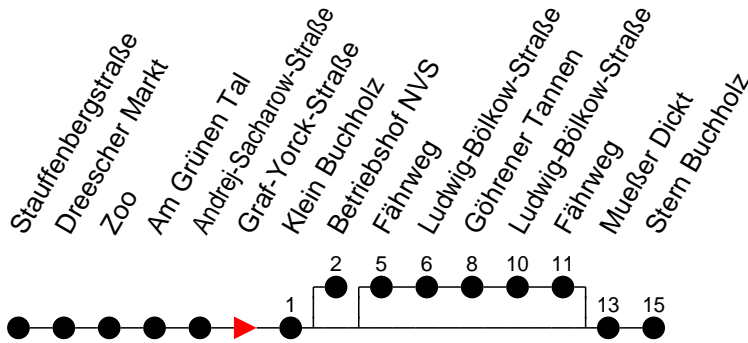 Stauffenbergstraße
Dreescher Markt
Zoo
Am Grünen Tal
Andrej-Sacharow-Straße
Graf-Yorck-Straße
Klein Buchholz
Betriebshof NVS
Fährweg
Ludwig-Bölkow-Straße
Göhrener Tannen
Ludwig-Bölkow-Straße
Fährweg
Mueßer Dickt
Stern Buchholz
2 5 6 8 10 11
1 13 15